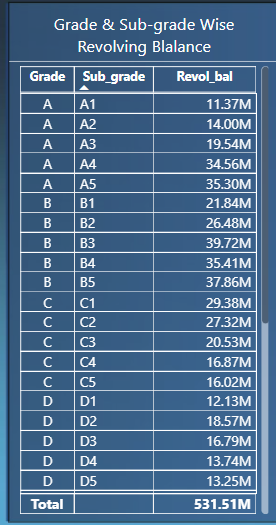 Grade & Sub-grade Wise
Revolving Blalance
Grade Sub_grade Revol_bal
A A1 11.37M
A A2 14.00M
A A3 19.54M
A A4 34.56M
A A5 35.30M
B B1 21.84M
B B2 26.48M
B B3 39.72M
B B4 35.41M
B B5 37.86M
C C1 29.38M
C C2 27.32M
C C3 20.53M
C C4 16.87M
C C5 16.02M
D D1 12.13M
D D2 18.57M
D D3 16.79M
D D4 13.74M
D D5 13.25M
Total 531.51M